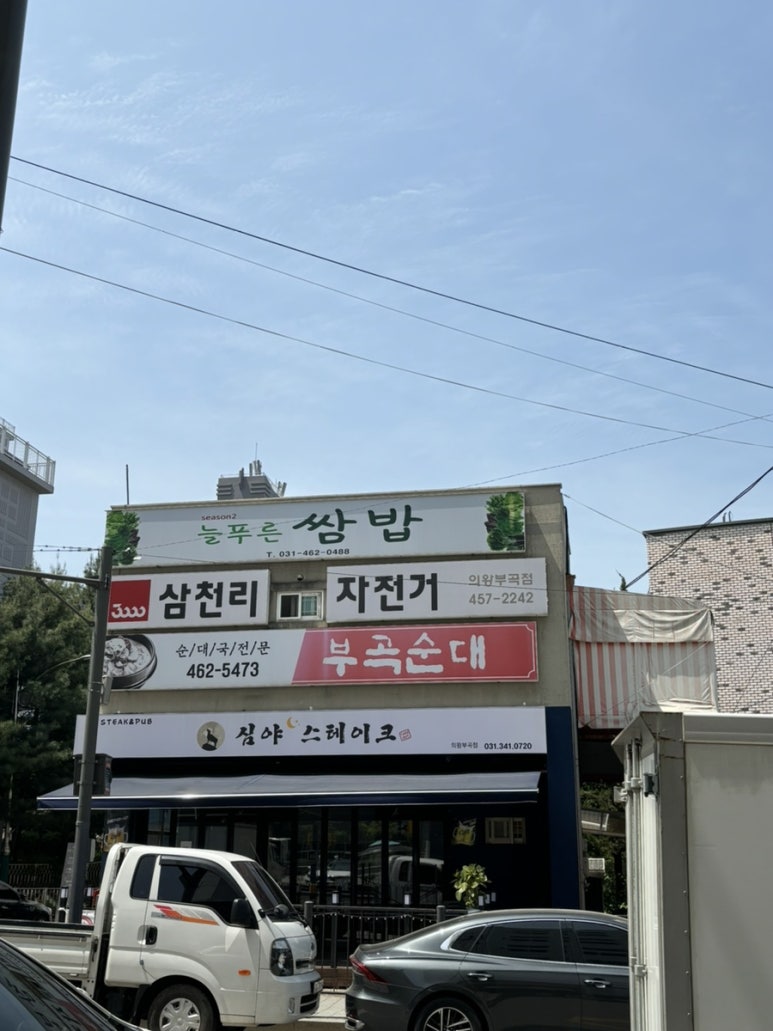 season2
늘푸른 쌈밥
T. 031-462-0488
3000 삼천리 자전거 의왕부곡점
457-2242
순/대/국/전/문 부곡순대
462-5473
STEAK&PUB
심야 스테이크
의왕부곡점 031.341.0720